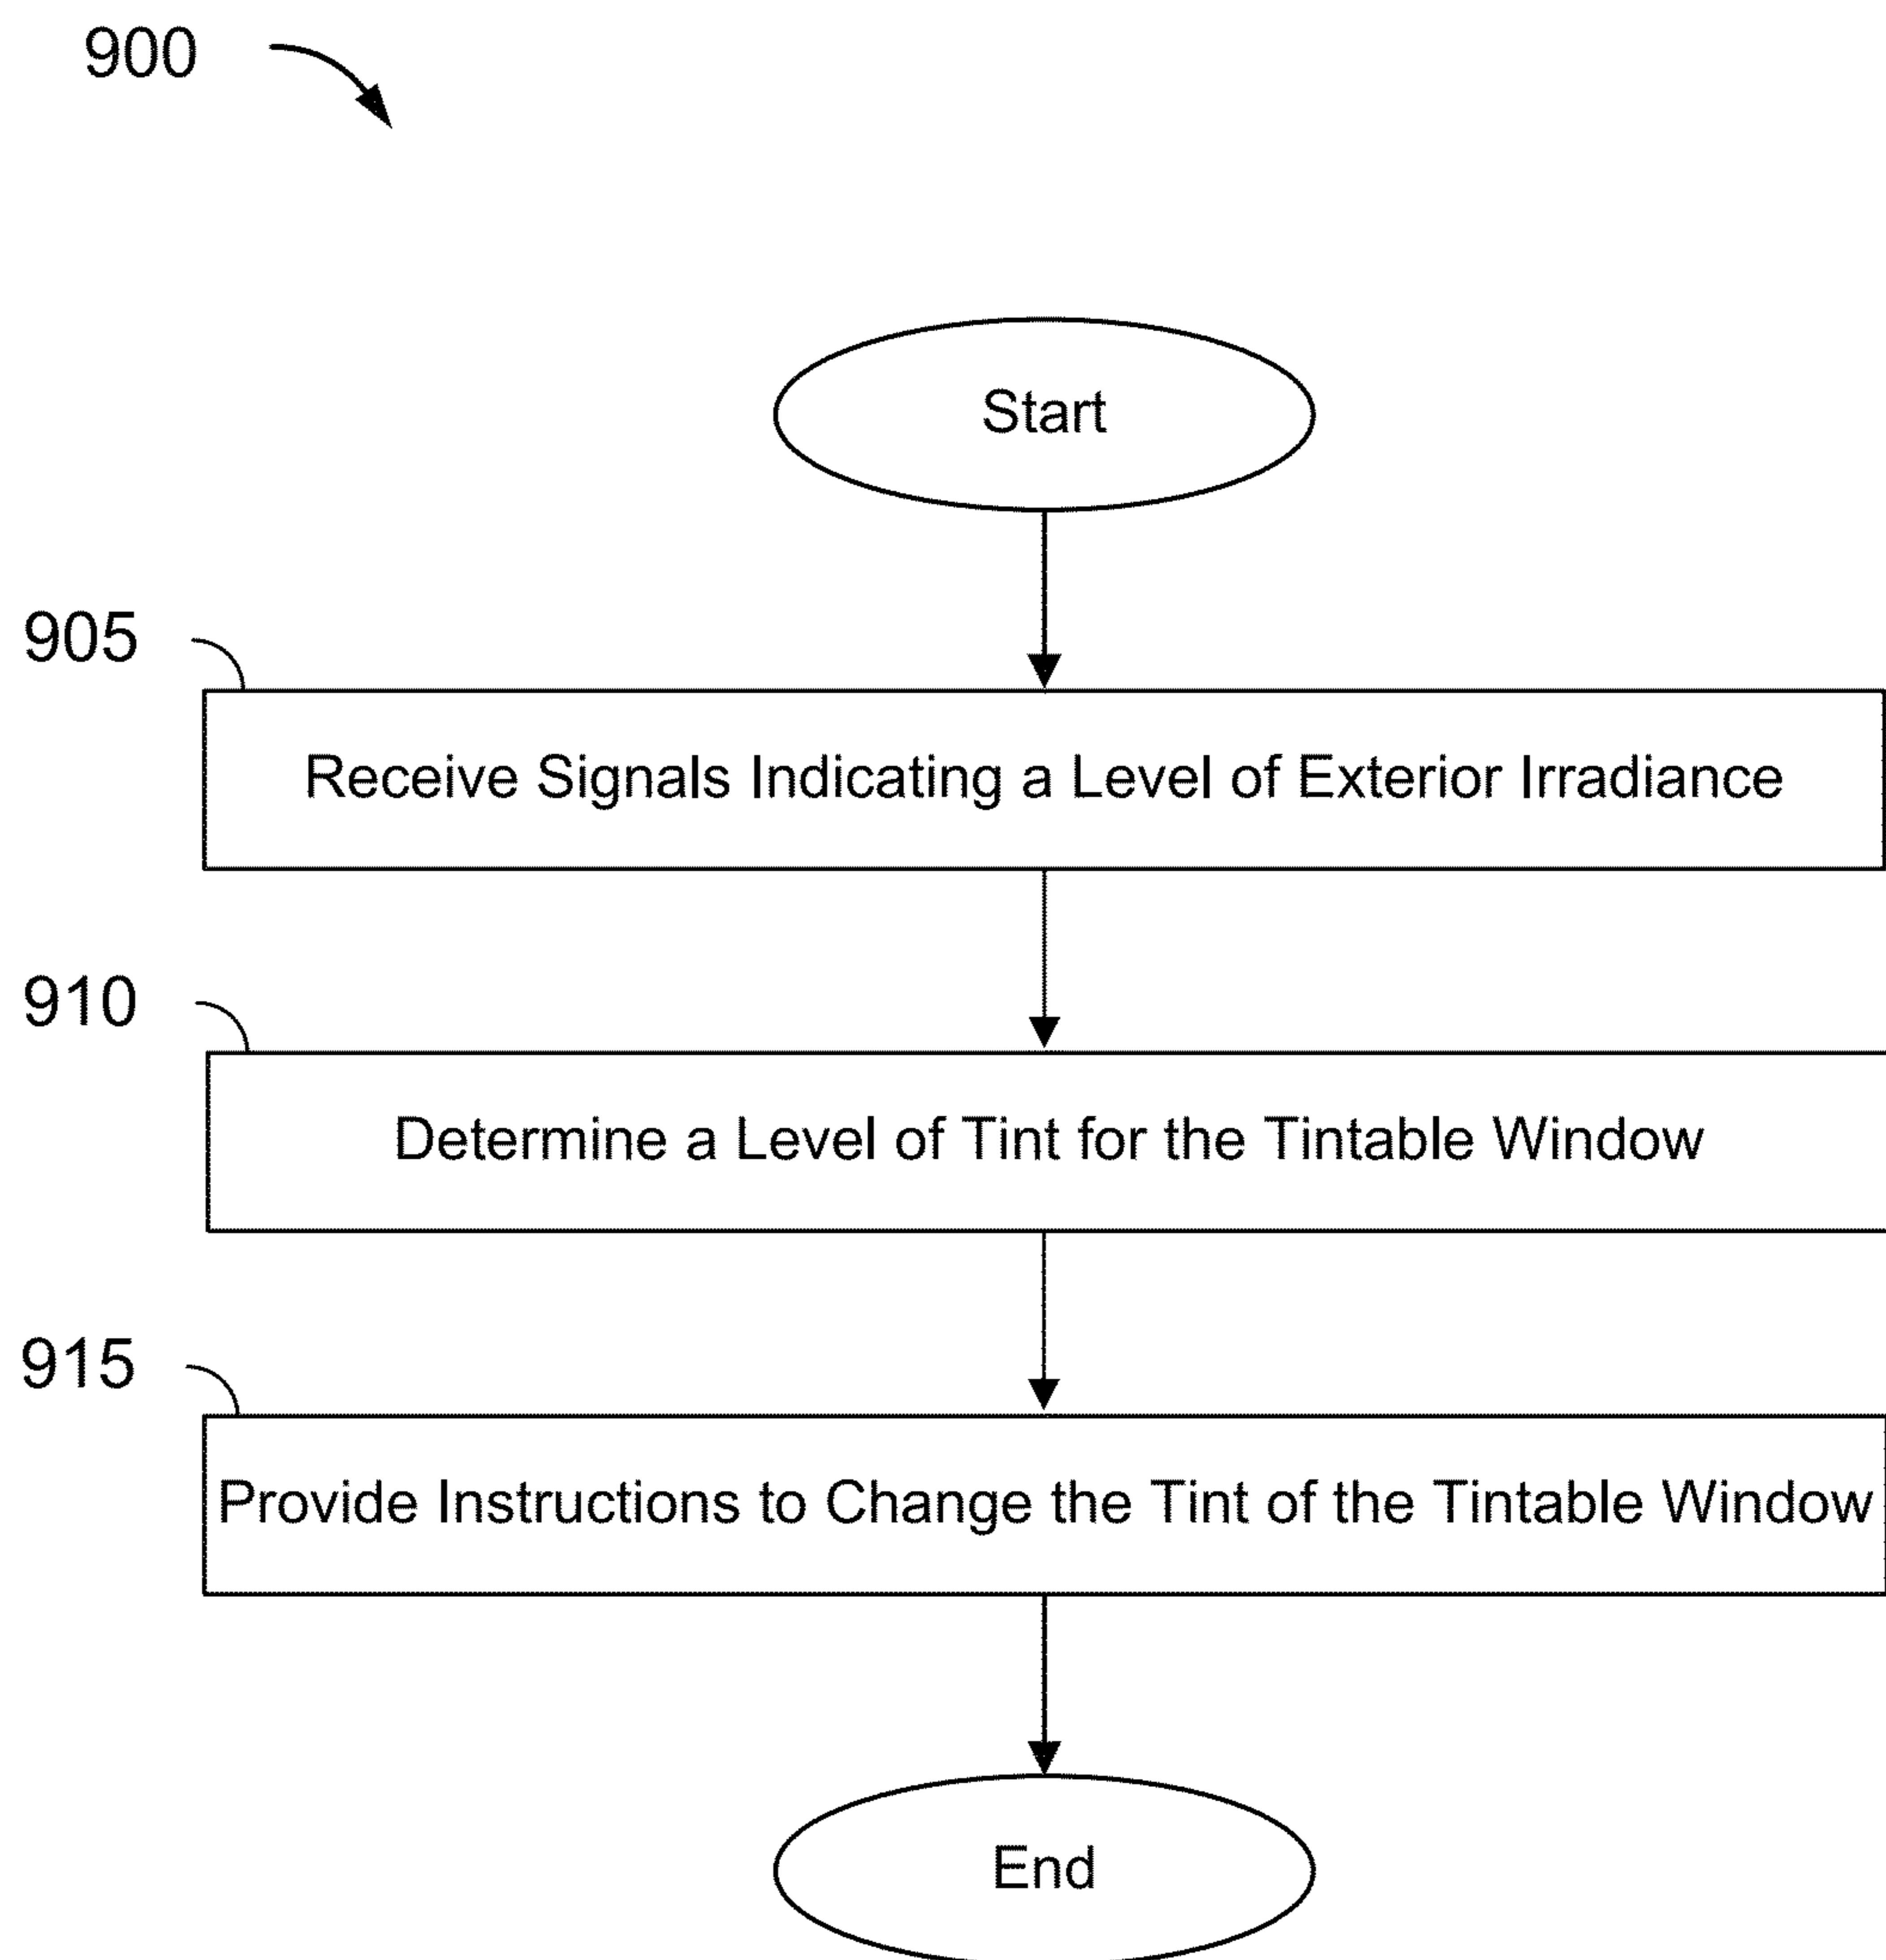 900
Start
905
Receive Signals Indicating a Level of Exterior Irradiance
910
Determine a Level of Tint for the Tintable Window
915
Provide Instructions to Change the Tint of the Tintable Window
End